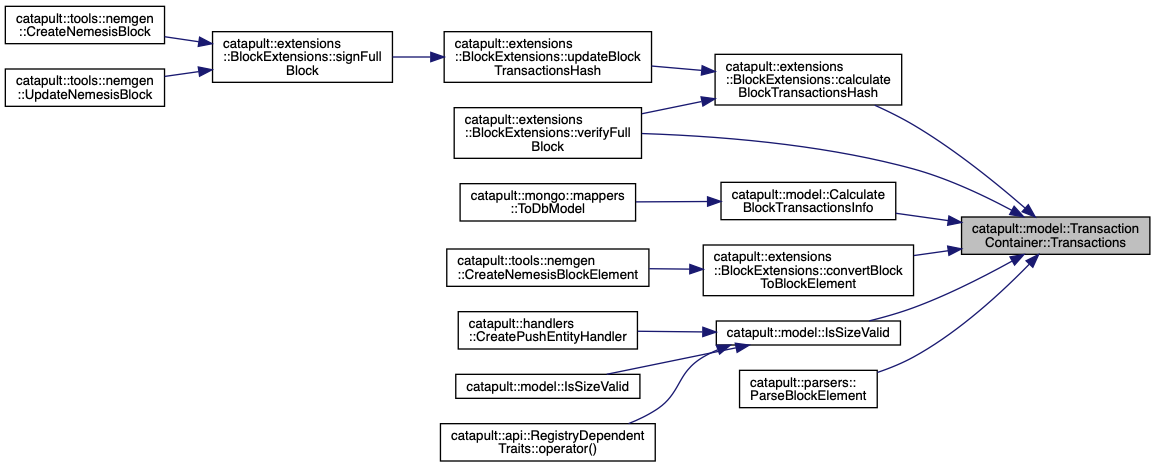 catapult::tools::nemgen
::CreateNemesisBlock
catapult::tools::nemgen
::UpdateNemesisBlock
catapult::extensions
::BlockExtensions::signFull
Block
catapult::extensions
::BlockExtensions::updateBlock
TransactionsHash
catapult::extensions
::BlockExtensions::verifyFull
Block
catapult::mongo::mappers
::ToDbModel
catapult::tools::nemgen
::CreateNemesisBlockElement
catapult::handlers
::CreatePushEntityHandler
catapult::model::IsSizeValid
catapult::api::RegistryDependent
Traits::operator()
catapult::extensions
::BlockExtensions::calculate
BlockTransactionsHash
catapult::model::Calculate
BlockTransactionsInfo
catapult::extensions
::BlockExtensions::convertBlock
ToBlockElement
catapult::model::IsSizeValid
catapult::parsers::
ParseBlockElement
catapult::model::Transaction
Container::Transactions